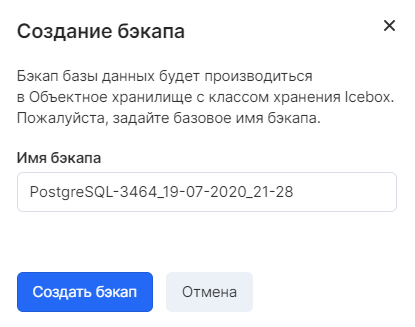 Создание бэкапа
Бэкап базы данных будет производиться
в Объектное хранилище с классом хранения Icebox.
Пожалуйста, задайте базовое имя бэкапа.
Имя бэкапа
PostgreSQL-3464_19-07-2020_21-28
Создать бэкап
Отмена